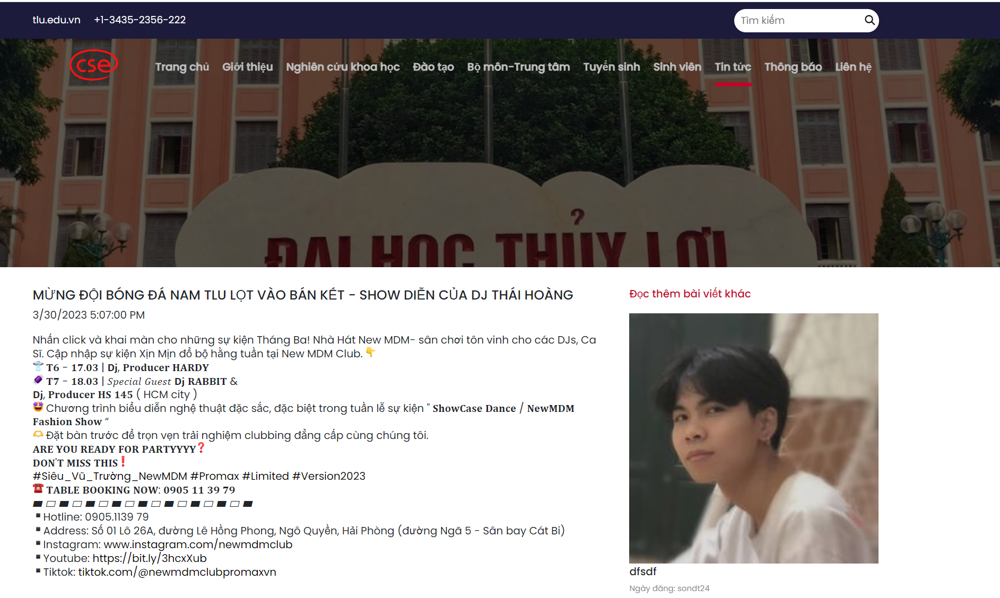 tlu.edu.vn +1-3435-2356-222
Tìm kiếm
cse
Trang chủ Giới thiệu Nghiên cứu khoa học Đào tạo Bộ môn-Trung tâm Tuyển sinh Sinh viên Tin tức Thông báo Liên hệ
ĐẠI HỌC THỦY LỢI
MỪNG ĐỘI BÓNG ĐÁ NAM TLU LỌT VÀO BÁN KẾT - SHOW DIỄN CỦA DJ THÁI HOÀNG
3/30/2023 5:07:00 PM
Nhấn click và khai màn cho những sự kiện Tháng Ba! Nhà Hát New MDM- sân chơi tôn vinh cho các DJs, Ca
Sĩ. Cập nhập sự kiện Xịn Mịn đổ bộ hằng tuần tại New MDM Club. 👇
🛸 T6 - 17.03 | Dj, Producer HARDY
🧨 T7 - 18.03 | Special Guest Dj RABBIT &
Dj, Producer HS 145 ( HCM city )
🤩 Chương trình biểu diễn nghệ thuật đặc sắc, đặc biệt trong tuần lễ sự kiện " ShowCase Dance / NewMDM
Fashion Show “
🫶 Đặt bàn trước để trọn vẹn trải nghiệm clubbing đẳng cấp cùng chúng tôi.
ARE YOU READY FOR PARTYYYY❓
DON'T MISS THIS❗
#Siêu_Vũ_Trường_NewMDM #Promax #Limited #Version2023
☎️ TABLE BOOKING NOW: 0905 11 39 79
▰ ▱ ▰ ▱ ▰ ▱ ▰ ▱ ▰ ▱ ▰ ▱ ▰ ▱ ▰ ▱ ▰
▪️Hotline: 0905.1139 79
▪️Address: Số 01 Lô 26A, đường Lê Hồng Phong, Ngô Quyền, Hải Phòng (đường Ngã 5 - Sân bay Cát Bi)
▪️Instagram: www.instagram.com/newmdmclub
▪️Youtube: https://bit.ly/3hcxXub
▪️Tiktok: tiktok.com/@newmdmclubpromaxvn
Đọc thêm bài viết khác
dfsdf
Ngày đăng: sondt24